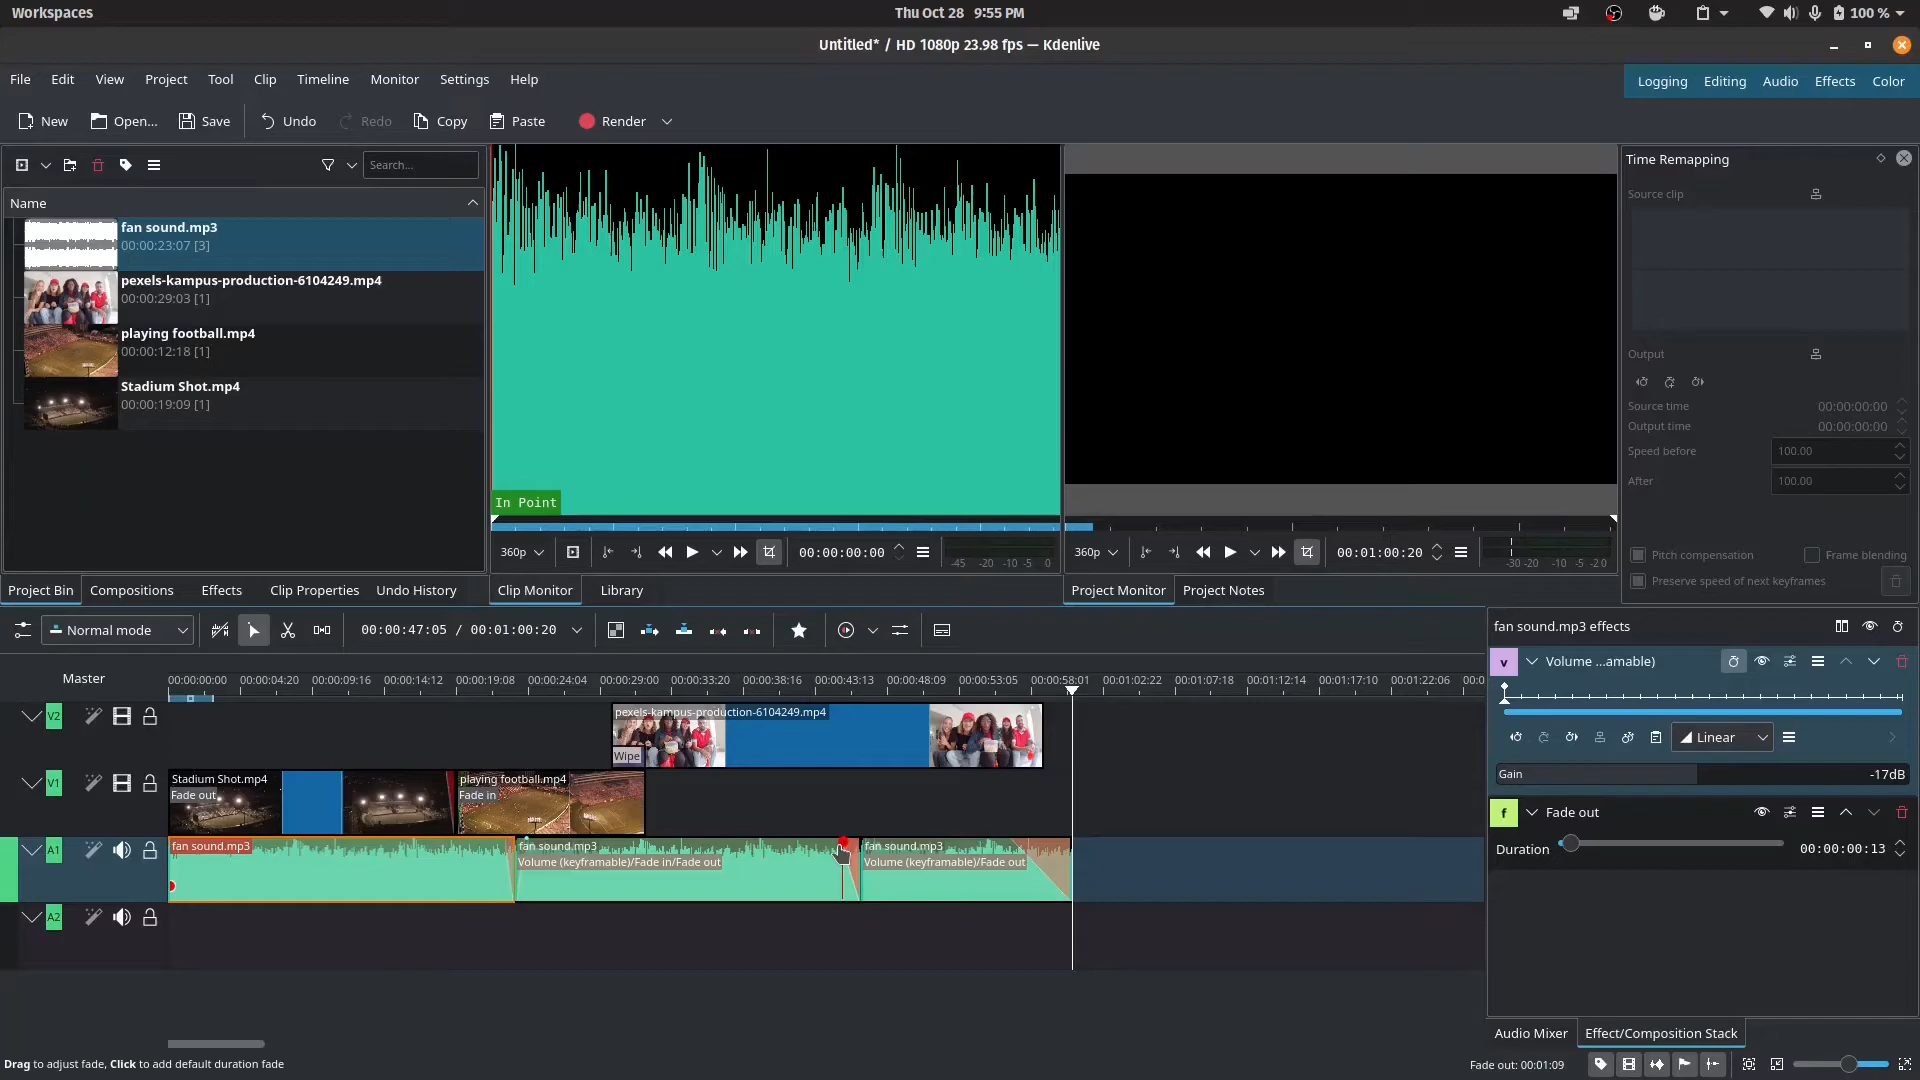 Workspaces
Thu Oct 28 9:55 PM
100 %
Untitled* / HD 1080p 23.98 fps — Kdenlive
File Edit View Project Tool Clip Timeline Monitor Settings Help
Logging Editing Audio Effects Color
New Open... Save Undo Redo Copy Paste Render
Search...
Name
fan sound.mp3
00:00:23:07 [3]
pexels-kampus-production-6104249.mp4
00:00:29:03 [1]
playing football.mp4
00:00:12:18 [1]
Stadium Shot.mp4
00:00:19:09 [1]
In Point
360p 00:00:00:00
-45 -20 -10 -5 0
360p 00:01:00:20
-30 -20 -10 -5 -2 0
Time Remapping
Source clip
Output
Source time 00:00:00:00
Output time 00:00:00:00
Speed before 100.00
After 100.00
Pitch compensation Frame blending
Preserve speed of next keyframes
Project Bin Compositions Effects Clip Properties Undo History
Clip Monitor Library
Project Monitor Project Notes
Normal mode
00:00:47:05 / 00:01:00:20
Master
00:00:00:00 00:00:04:20 00:00:09:16 00:00:14:12 00:00:19:08 00:00:24:04 00:00:29:00 00:00:33:20 00:00:38:16 00:00:43:13 00:00:48:09 00:00:53:05 00:00:58:01 00:01:02:22 00:01:07:18 00:01:12:14 00:01:17:10 00:01:22:06 00:0
V2
pexels-kampus-production-6104249.mp4
Wipe
V1
Stadium Shot.mp4
Fade out
playing football.mp4
Fade in
A1
fan sound.mp3
fan sound.mp3
Volume (keyframable)/Fade in/Fade out
fan sound.mp3
Volume (keyframable)/Fade out
A2
fan sound.mp3 effects
v Volume ...amable)
Linear
Gain -17dB
f Fade out
Duration 00:00:00:13
Audio Mixer Effect/Composition Stack
Drag to adjust fade, Click to add default duration fade
Fade out: 00:01:09